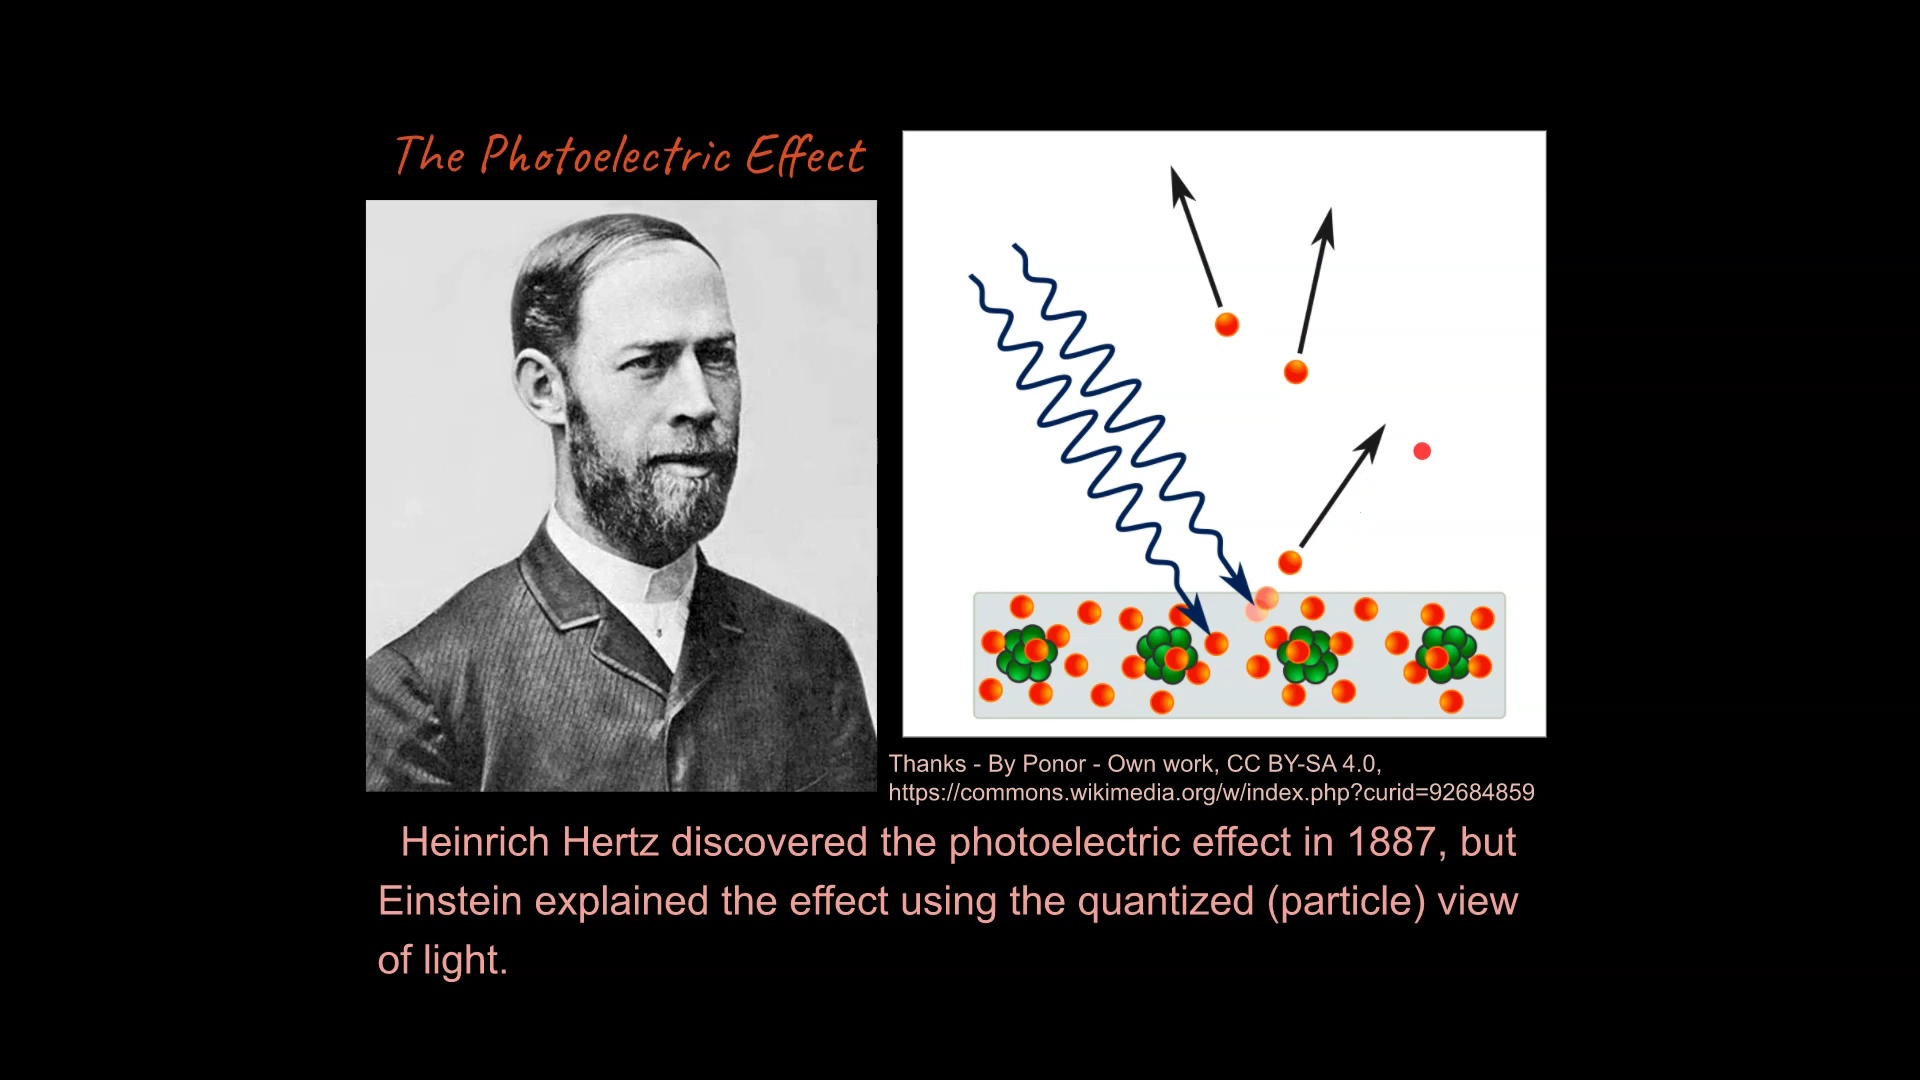 The Photoelectric Effect
Thanks - By Ponor - Own work, CC BY-SA 4.0,
https://commons.wikimedia.org/w/index.php?curid=92684859
Heinrich Hertz discovered the photoelectric effect in 1887, but
Einstein explained the effect using the quantized (particle) view
of light.